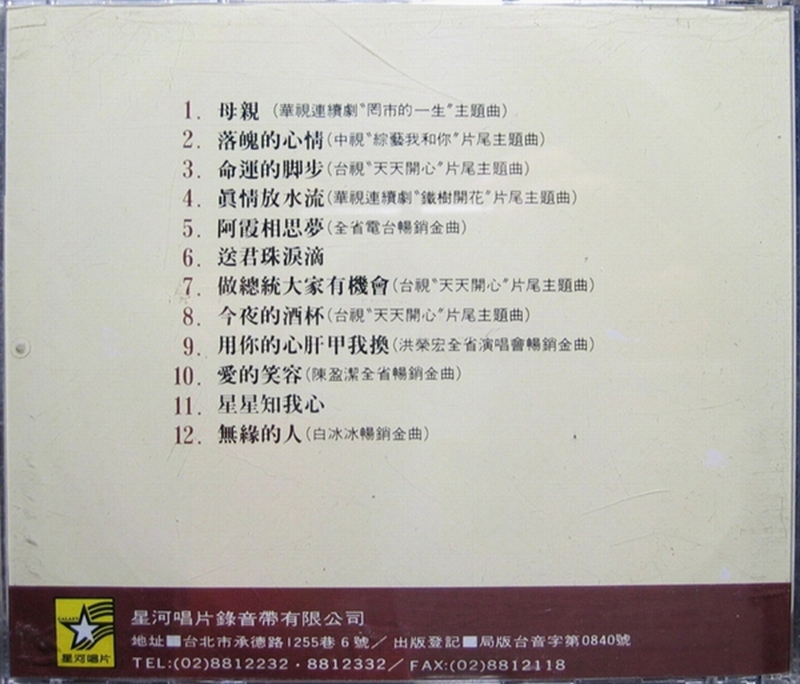 1. 母親 (華視連續劇〝罔市的一生〞主題曲)
2. 落魄的心情(中視〝綜藝我和你〞片尾主題曲)
3. 命運的脚步(台視〝天天開心〞片尾主題曲)
4. 眞情放水流(華視連續劇〝鐵樹開花〞片尾主題曲)
5. 阿霞相思夢(全省電台暢銷金曲)
6. 送君珠淚滴
7. 做總統大家有機會(台視〝天天開心〞片尾主題曲)
8. 今夜的酒杯(台視〝天天開心〞片尾主題曲)
9. 用你的心肝甲我換(洪榮宏全省演唱會暢銷金曲)
10. 愛的笑容(陳盈潔全省暢銷金曲)
11. 星星知我心
12. 無緣的人(白冰冰暢銷金曲)
GALAXY
星河唱片
星河唱片錄音帶有限公司
地址■台北市承德路1255巷6號／出版登記■局版台音字第0840號
TEL:(02)8812232・8812332／FAX:(02)8812118